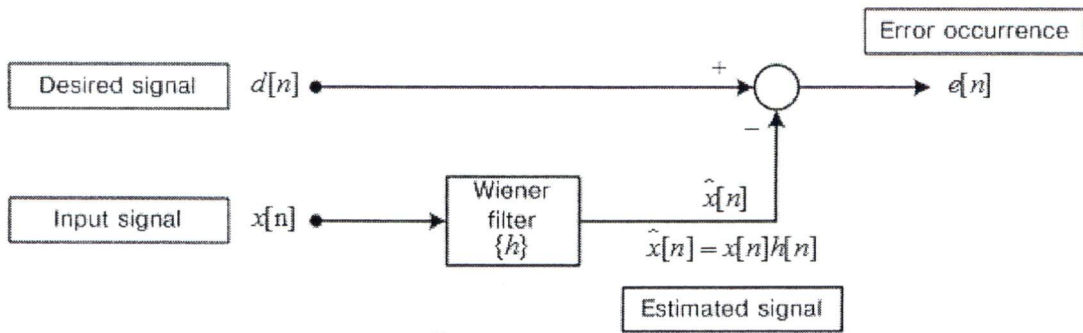 Error occurrence
Desired signal d[n] + e[n]
−
Input signal x[n] Wiener filter {h} x̂[n]
x̂[n] = x[n]h[n]
Estimated signal